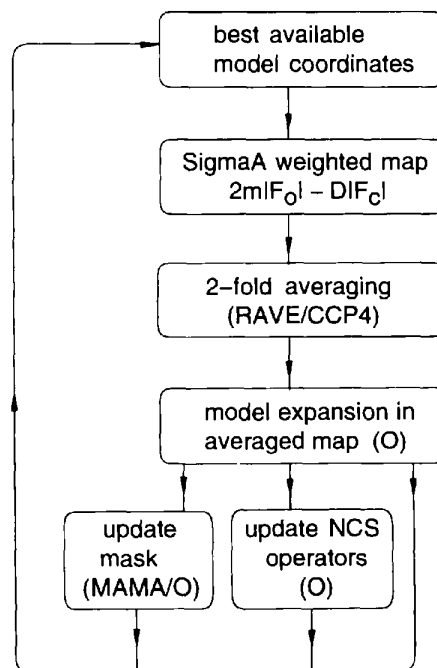 best available
model coordinates
SigmaA weighted map
2m|Fₒ| – D|F_c|
2–fold averaging
(RAVE/CCP4)
model expansion in
averaged map (O)
update
mask
(MAMA/O)
update NCS
operators
(O)